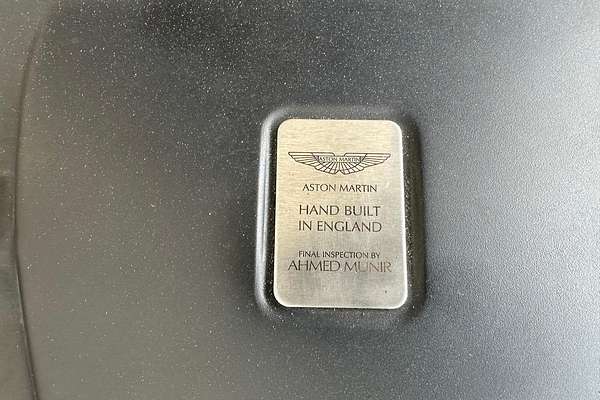 ASTON MARTIN
ASTON MARTIN
HAND BUILT
IN ENGLAND
FINAL INSPECTION BY
AHMED MUNIR